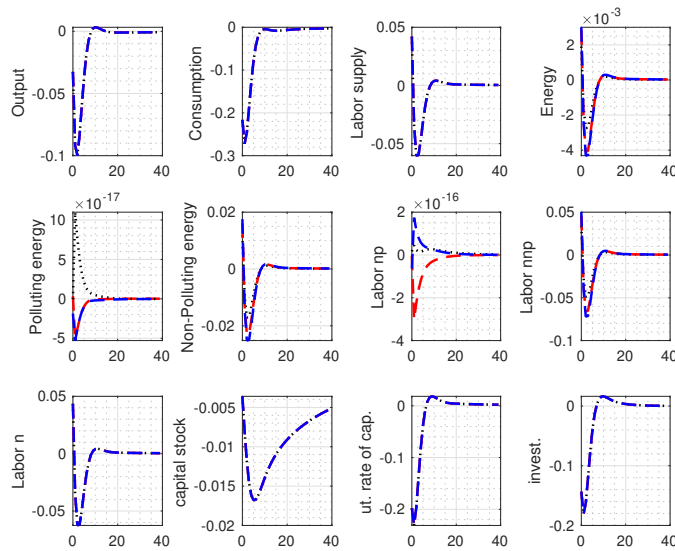 0
-0.05
-0.1
0 20 40
Output
0
-0.1
-0.2
-0.3
0 20 40
Consumption
0.05
0
-0.05
0 20 40
Labor supply
×10⁻³
2
0
-2
-4
0 20 40
Energy
×10⁻¹⁷
10
5
0
-5
0 20 40
Polluting energy
0.02
0
-0.02
0 20 40
Non-Polluting energy
×10⁻¹⁶
2
0
-2
-4
0 20 40
Labor np
0.05
0
-0.05
-0.1
0 20 40
Labor nnp
0.05
0
-0.05
0 20 40
Labor n
-0.005
-0.01
-0.015
-0.02
0 20 40
capital stock
0
-0.1
-0.2
0 20 40
ut. rate of cap.
0
-0.1
-0.2
0 20 40
invest.